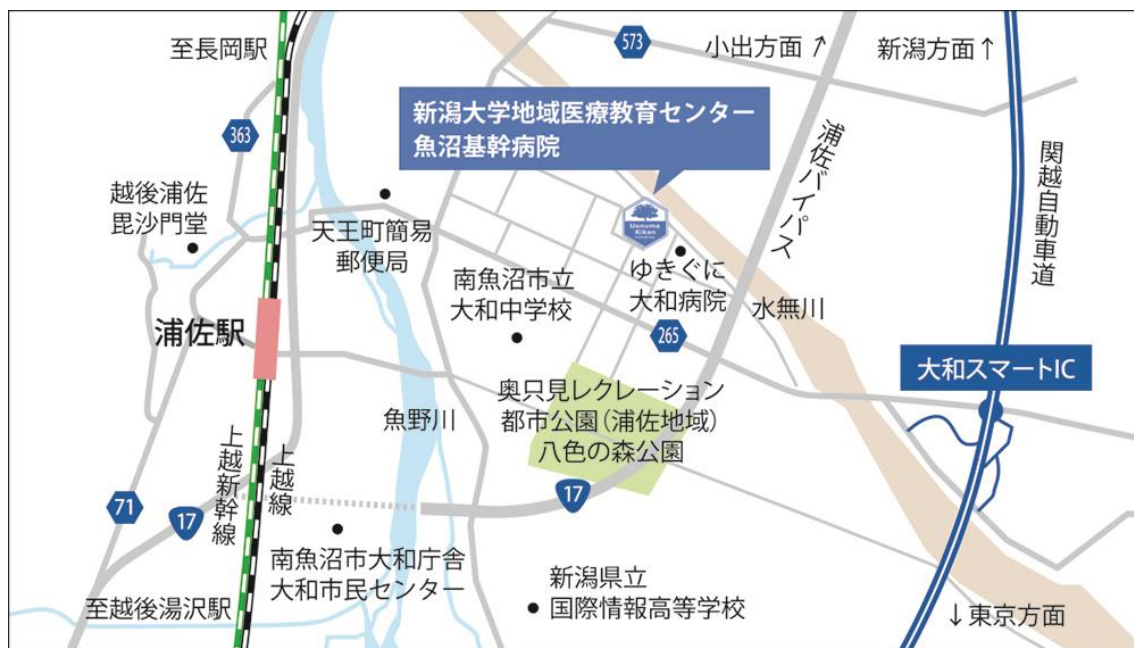 至長岡駅
573
小出方面↑
新潟方面↑
新潟大学地域医療教育センター
魚沼基幹病院
363
浦佐バイパス
関越自動車道
越後浦佐
毘沙門堂
天王町簡易
郵便局
Uonuma
Kikan
ゆきぐに
大和病院
南魚沼市立
大和中学校
水無川
浦佐駅
265
大和スマートIC
奥只見レクレーション
都市公園(浦佐地域)
八色の森公園
魚野川
上越新幹線
上越線
71
17
17
南魚沼市大和庁舎
大和市民センター
新潟県立
国際情報高等学校
至越後湯沢駅
↓東京方面